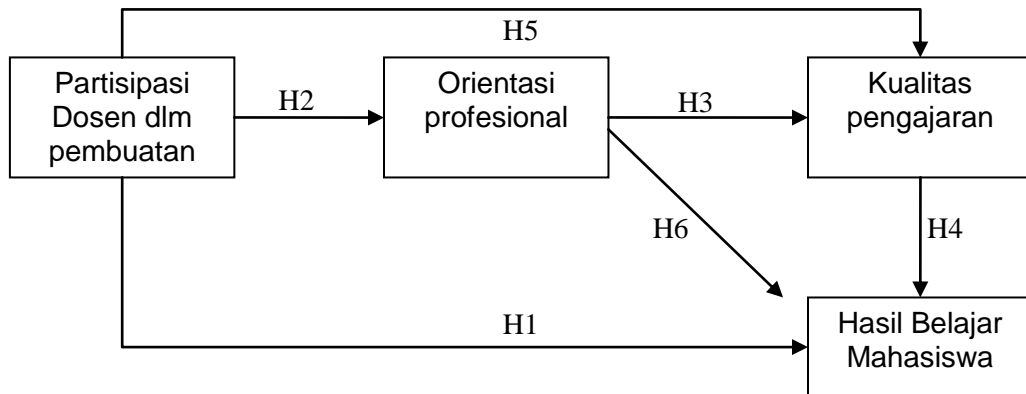 H5
Partisipasi
Dosen dlm
pembuatan
H2
Orientasi
profesional
H3
Kualitas
pengajaran
H6
H4
H1
Hasil Belajar
Mahasiswa